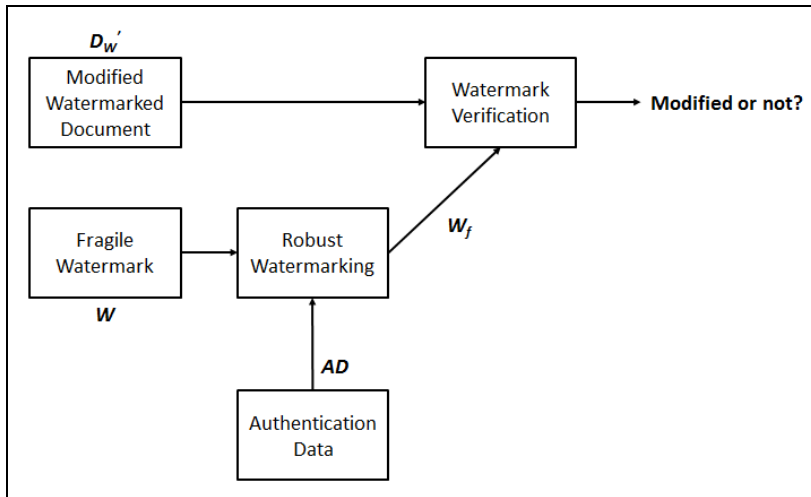 D_W′
Modified
Watermarked
Document
Watermark
Verification
Modified or not?
Fragile
Watermark
W
Robust
Watermarking
W_f
AD
Authentication
Data